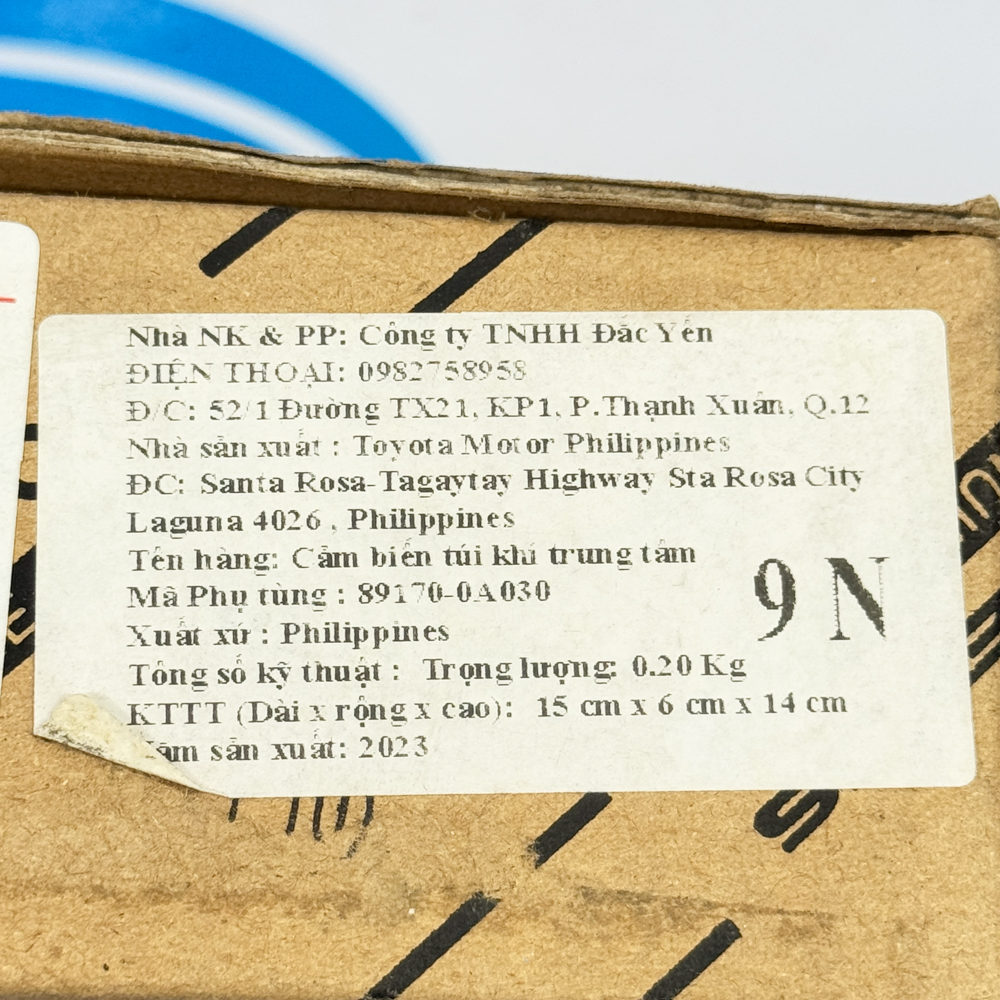 Nhà NK & PP: Công ty TNHH Đăc Yến
ĐIỆN THOẠI: 0982758958
Đ/C: 52/1 Đường TX21, KP1, P.Thạnh Xuân, Q.12
Nhà sản xuất : Toyota Motor Philippines
ĐC: Santa Rosa-Tagaytay Highway Sta Rosa City
Laguna 4026 , Philippines
Tên hàng: Cảm biến túi khí trung tâm
Mã Phụ tùng : 89170-0A030
9 N
Xuất xứ : Philippines
Tông số kỹ thuật : Trọng lượng: 0.20 Kg
KTTT (Dài x rộng x cao): 15 cm x 6 cm x 14 cm
Năm sản xuất: 2023